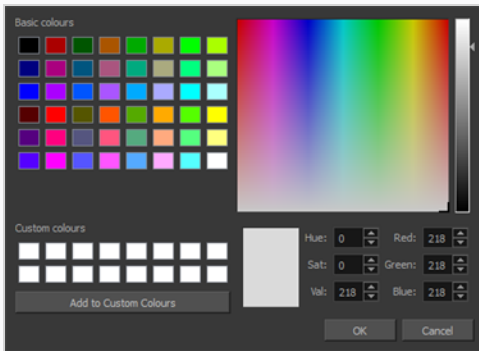 Basic colours
Custom colours
Add to Custom Colours
Hue: 0 Red: 218
Sat: 0 Green: 218
Val: 218 Blue: 218
OK Cancel